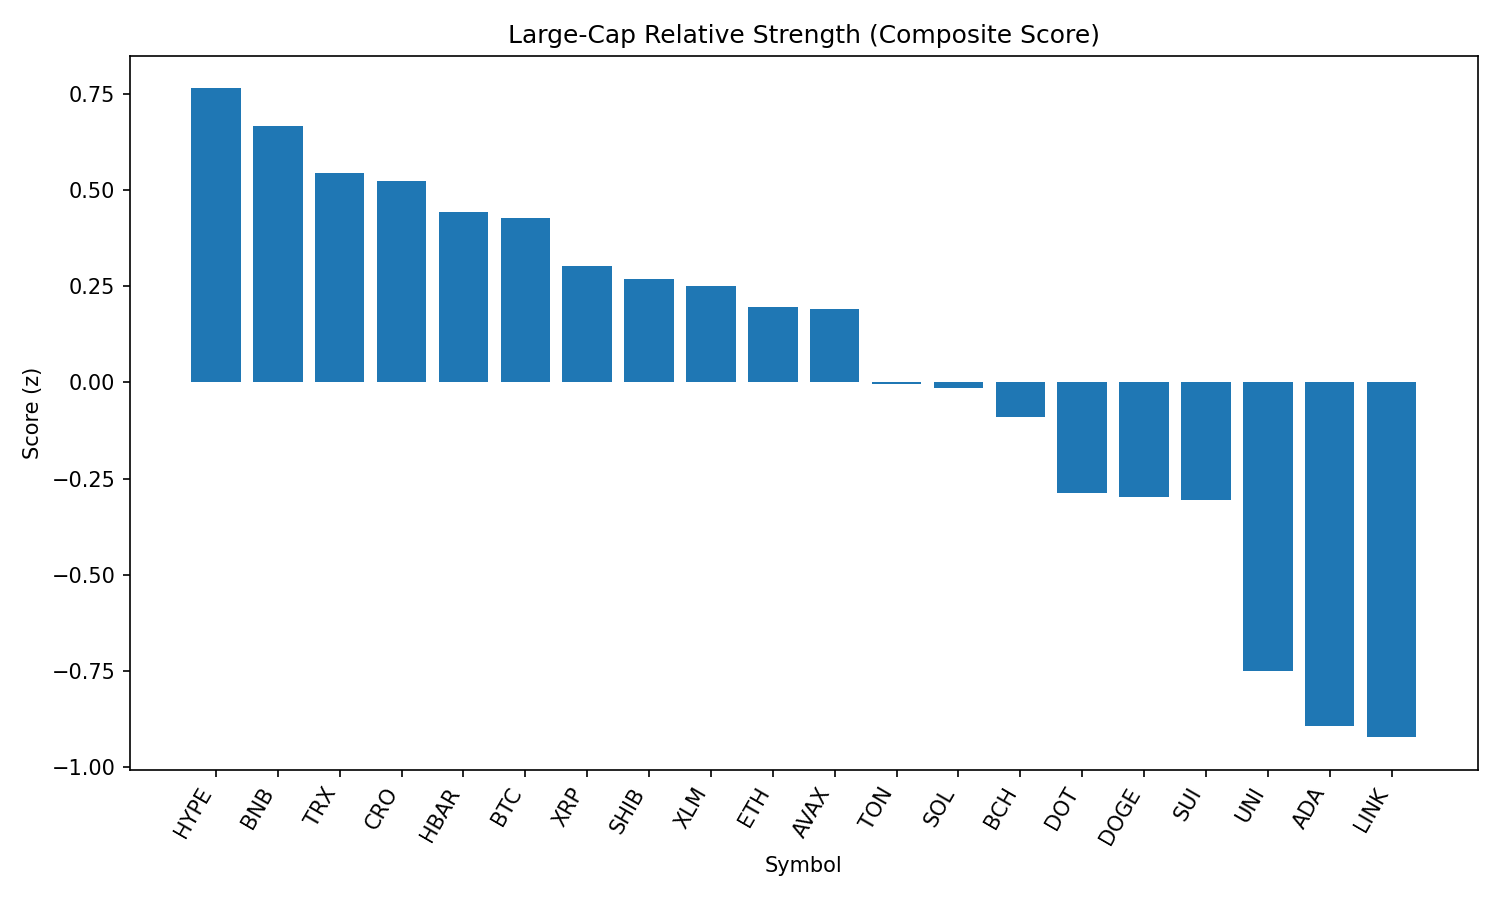 Large-Cap Relative Strength (Composite Score)
Score (z)
0.75
0.50
0.25
0.00
−0.25
−0.50
−0.75
−1.00
HYPE
BNB
TRX
CRO
HBAR
BTC
XRP
SHIB
XLM
ETH
AVAX
TON
SOL
BCH
DOT
DOGE
SUI
UNI
ADA
LINK
Symbol